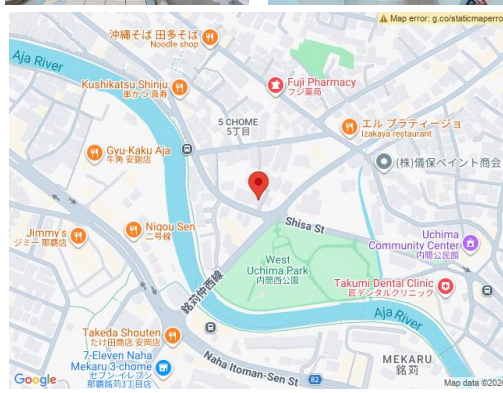 Map error: g.co/staticmaperro
沖縄そば 田多そば
Noodle shop
Aja River
Kushikatsu Shinju
串かつ 真寿
Fuji Pharmacy
フジ薬局
5 CHOME
5丁目
エル プラティージョ
Izakaya restaurant
Gyu-Kaku Aja
牛角 安謝店
(株)儀保ペイント商会
Jimmy's
ジミー 那覇店
Nigou Sen
二号線
Shisa St
Uchima
Community Center
内間公民館
West
Uchima Park
内間西公園
Takumi Dental Clinic
匠デンタルクリニック
銘苅仲西線
Aja River
Takeda Shouten
たけ田商店 安岡店
7-Eleven Naha
Mekaru 3-chome
セブン-イレブン
那覇銘苅3丁目店
Naha Itoman-Sen St
82
MEKARU
銘苅
Google
Map data ©2026